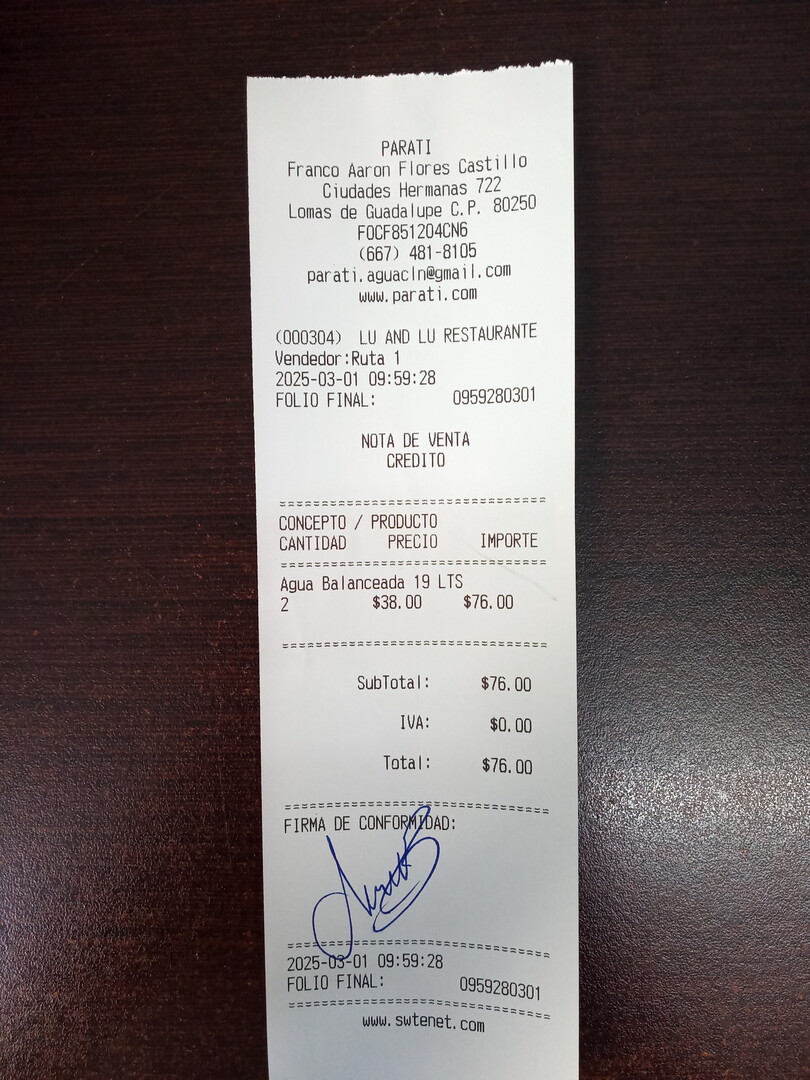 PARATI
Franco Aaron Flores Castillo
Ciudades Hermanas 722
Lomas de Guadalupe C.P. 80250
FOCF851204CN6
(667) 481-8105
parati.aguacln@gmail.com
www.parati.com
(000304) LU AND LU RESTAURANTE
Vendedor:Ruta 1
2025-03-01 09:59:28
FOLIO FINAL: 0959280301
NOTA DE VENTA
CREDITO
CONCEPTO / PRODUCTO
CANTIDAD PRECIO IMPORTE
Agua Balanceada 19 LTS
2 $38.00 $76.00
SubTotal: $76.00
IVA: $0.00
Total: $76.00
FIRMA DE CONFORMIDAD:
2025-03-01 09:59:28
FOLIO FINAL: 0959280301
www.swtenet.com